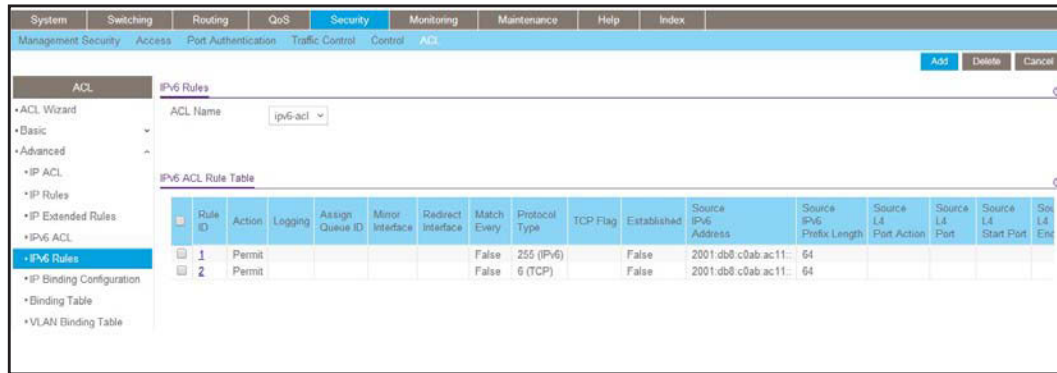 System Switching Routing QoS Security Monitoring Maintenance Help Index
Management Security Access Port Authentication Traffic Control Control ACL
Add Delete Cancel
ACL
IPv6 Rules
• ACL Wizard
ACL Name
ipv6-acl
• Basic
• Advanced
• IP ACL
IPv6 ACL Rule Table
• IP Rules
• IP Extended Rules
• IPv6 ACL
• IPv6 Rules
• IP Binding Configuration
• Binding Table
• VLAN Binding Table
Rule ID Action Logging Assign Queue ID Mirror Interface Redirect Interface Match Every Protocol Type TCP Flag Established Source IPv6 Address Source IPv6 Prefix Length Source L4 Port Action Source L4 Port Source L4 Start Port Sou L4 End
1 Permit False 255 (IPv6) False 2001:db8:c0ab:ac11:: 64
2 Permit False 6 (TCP) False 2001:db8:c0ab:ac11:: 64